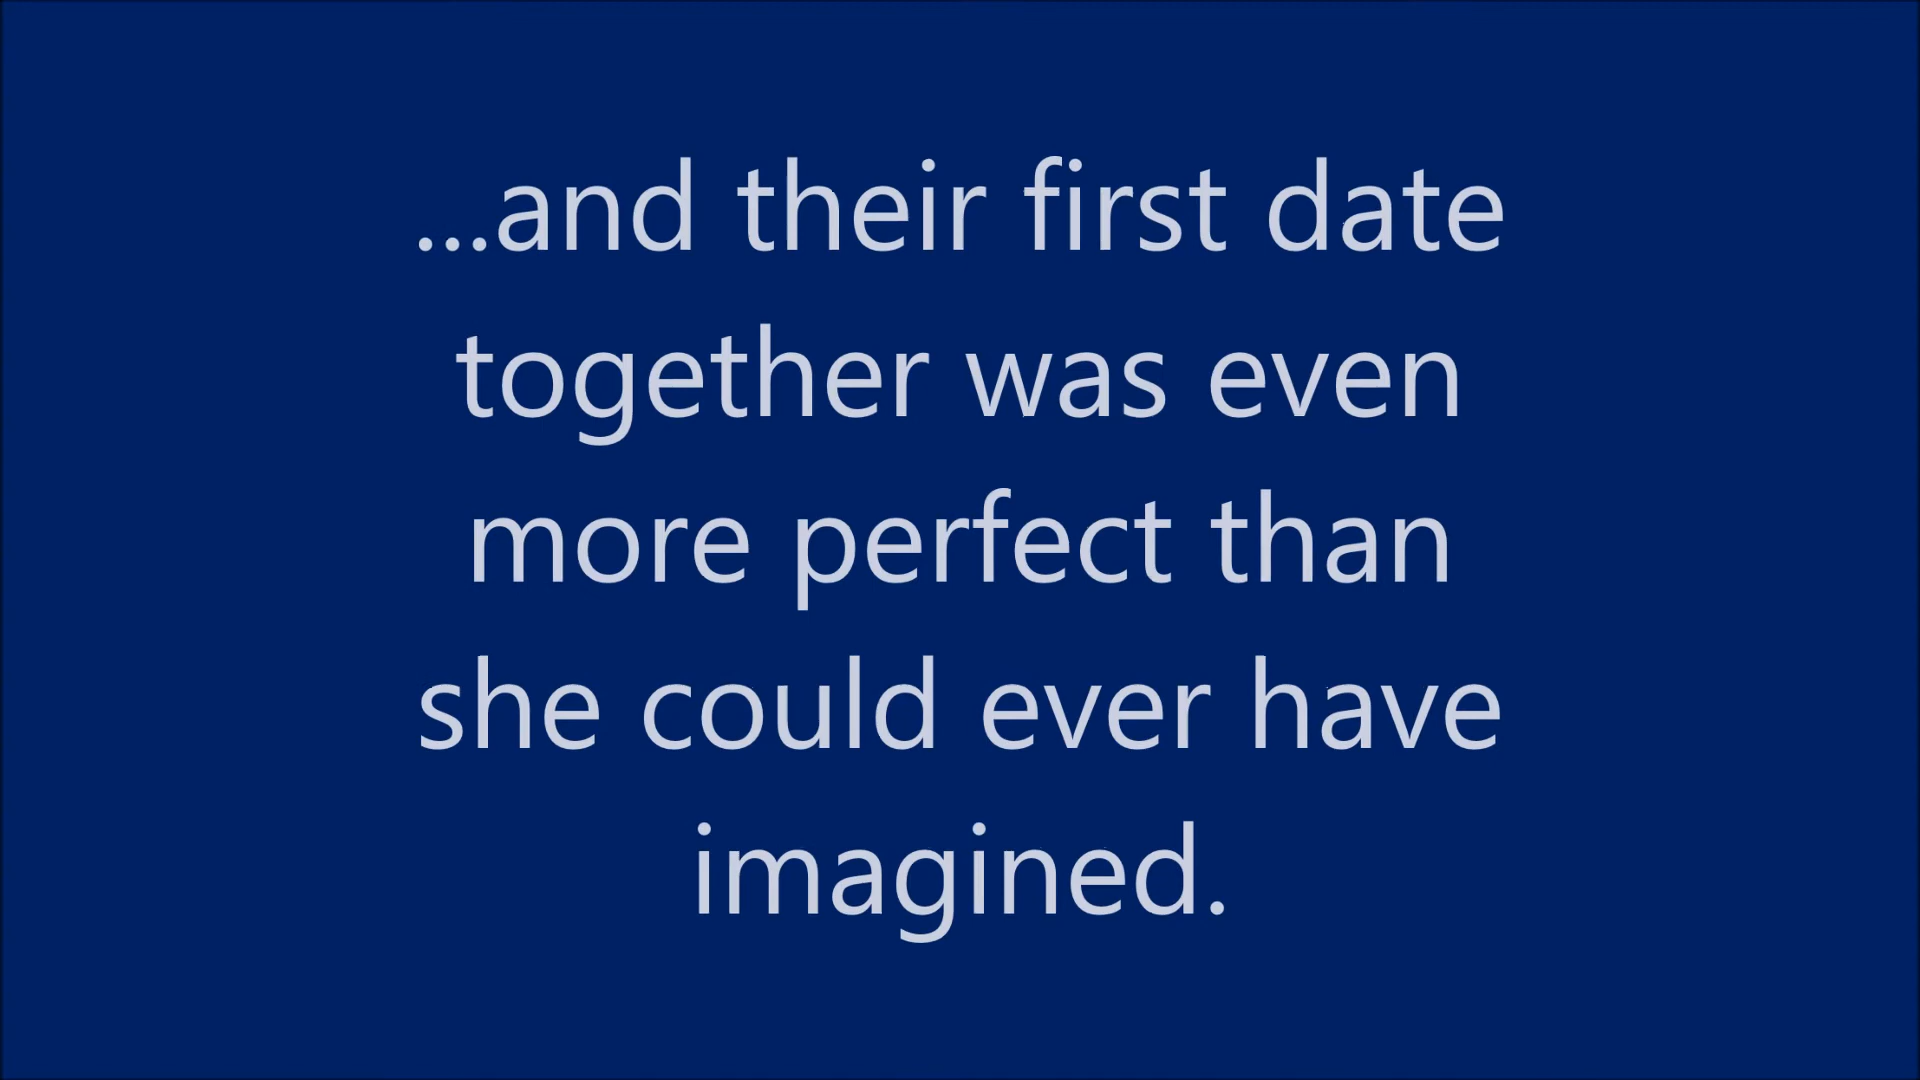 ...and their first date
together was even
more perfect than
she could ever have
imagined.